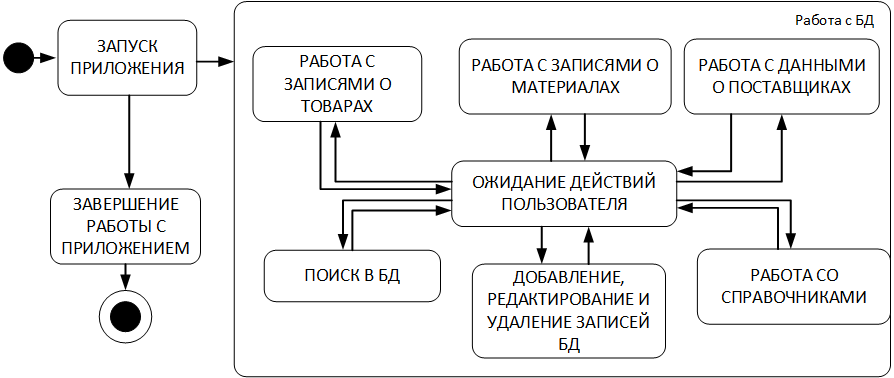 Работа с БД
ЗАПУСК
ПРИЛОЖЕНИЯ
РАБОТА С
ЗАПИСЯМИ О
ТОВАРАХ
РАБОТА С ЗАПИСЯМИ О
МАТЕРИАЛАХ
РАБОТА С ДАННЫМИ
О ПОСТАВЩИКАХ
ОЖИДАНИЕ ДЕЙСТВИЙ
ПОЛЬЗОВАТЕЛЯ
ЗАВЕРШЕНИЕ
РАБОТЫ С
ПРИЛОЖЕНИЕМ
ПОИСК В БД
ДОБАВЛЕНИЕ,
РЕДАКТИРОВАНИЕ И
УДАЛЕНИЕ ЗАПИСЕЙ
БД
РАБОТА СО
СПРАВОЧНИКАМИ